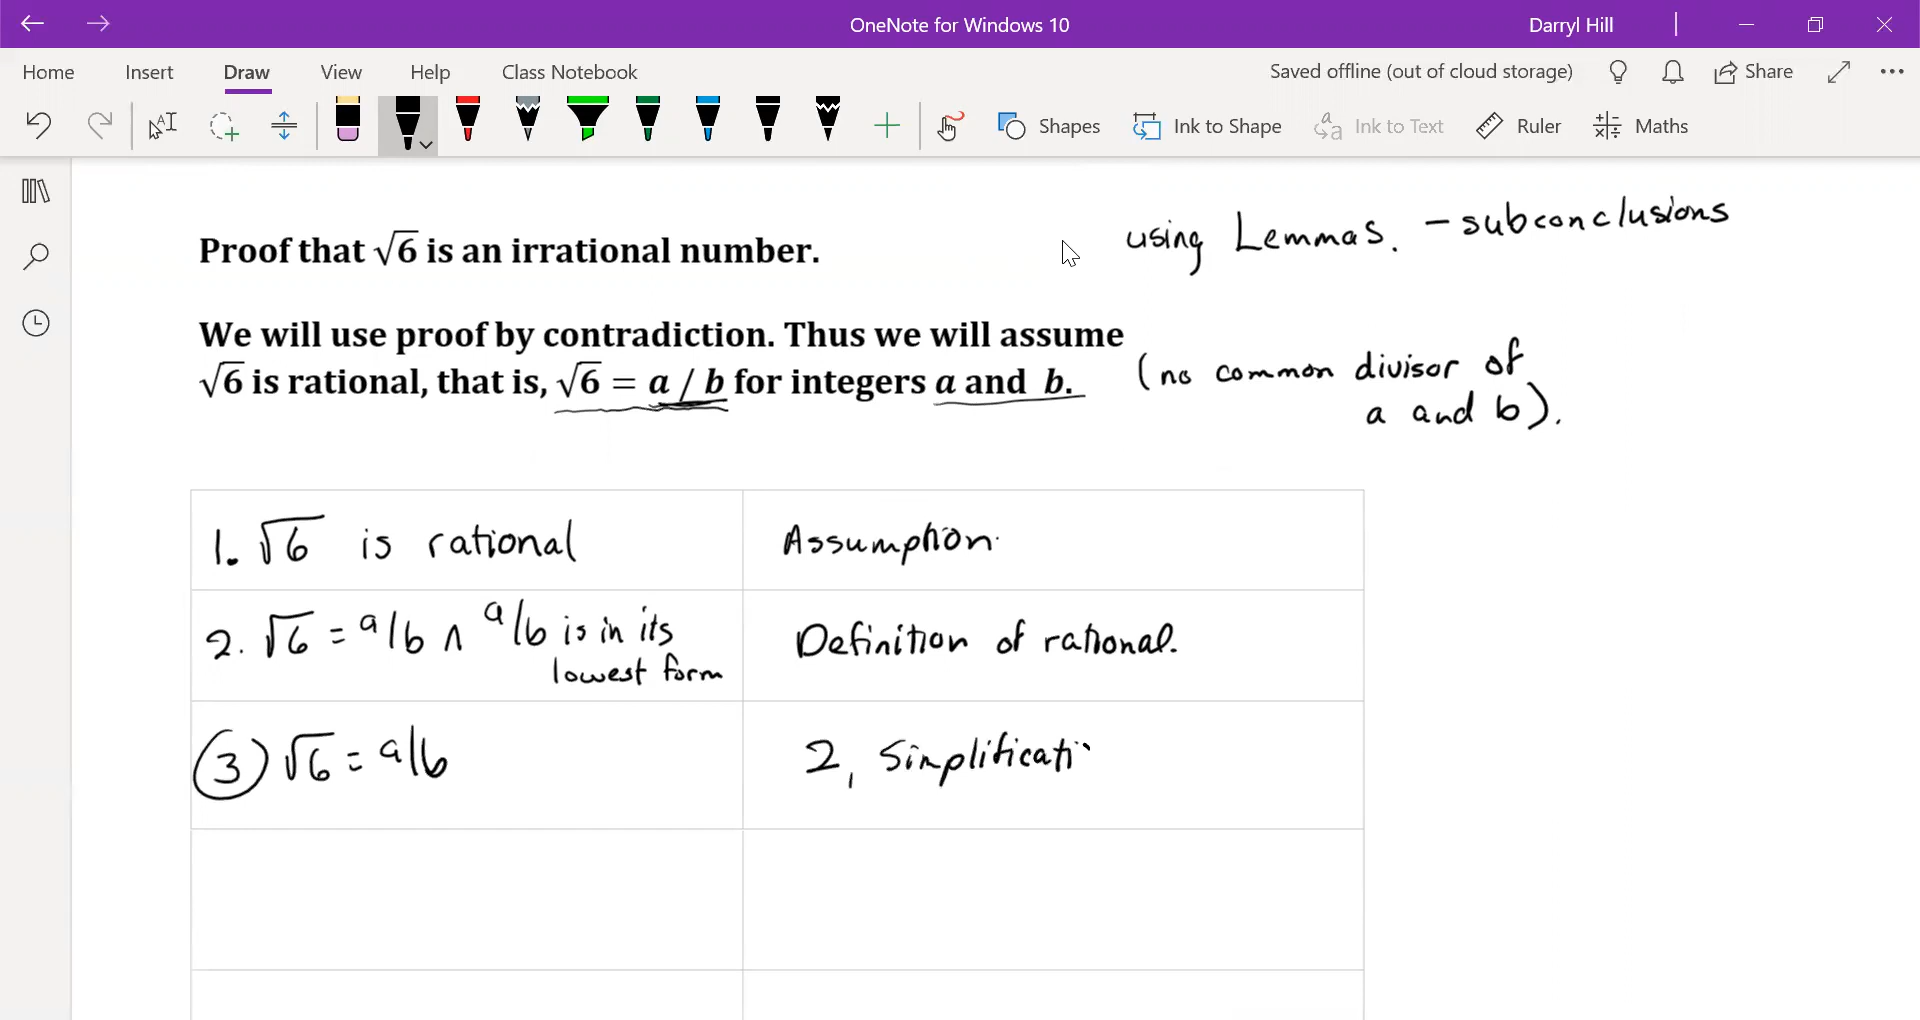 OneNote for Windows 10
Darryl Hill
Home Insert Draw View Help Class Notebook
Saved offline (out of cloud storage)
Share
Shapes
Ink to Shape
Ink to Text
Ruler
Maths
Proof that √6 is an irrational number.
using Lemmas. - subconclusions
We will use proof by contradiction. Thus we will assume
√6 is rational, that is, √6 = a / b for integers a and b.
(no common divisor of
a and b).
1. √6 is rational
Assumption.
2. √6 = a/b ∧ a/b is in its
lowest form
Definition of rational.
3 √6 = a/b
2, Simplificati